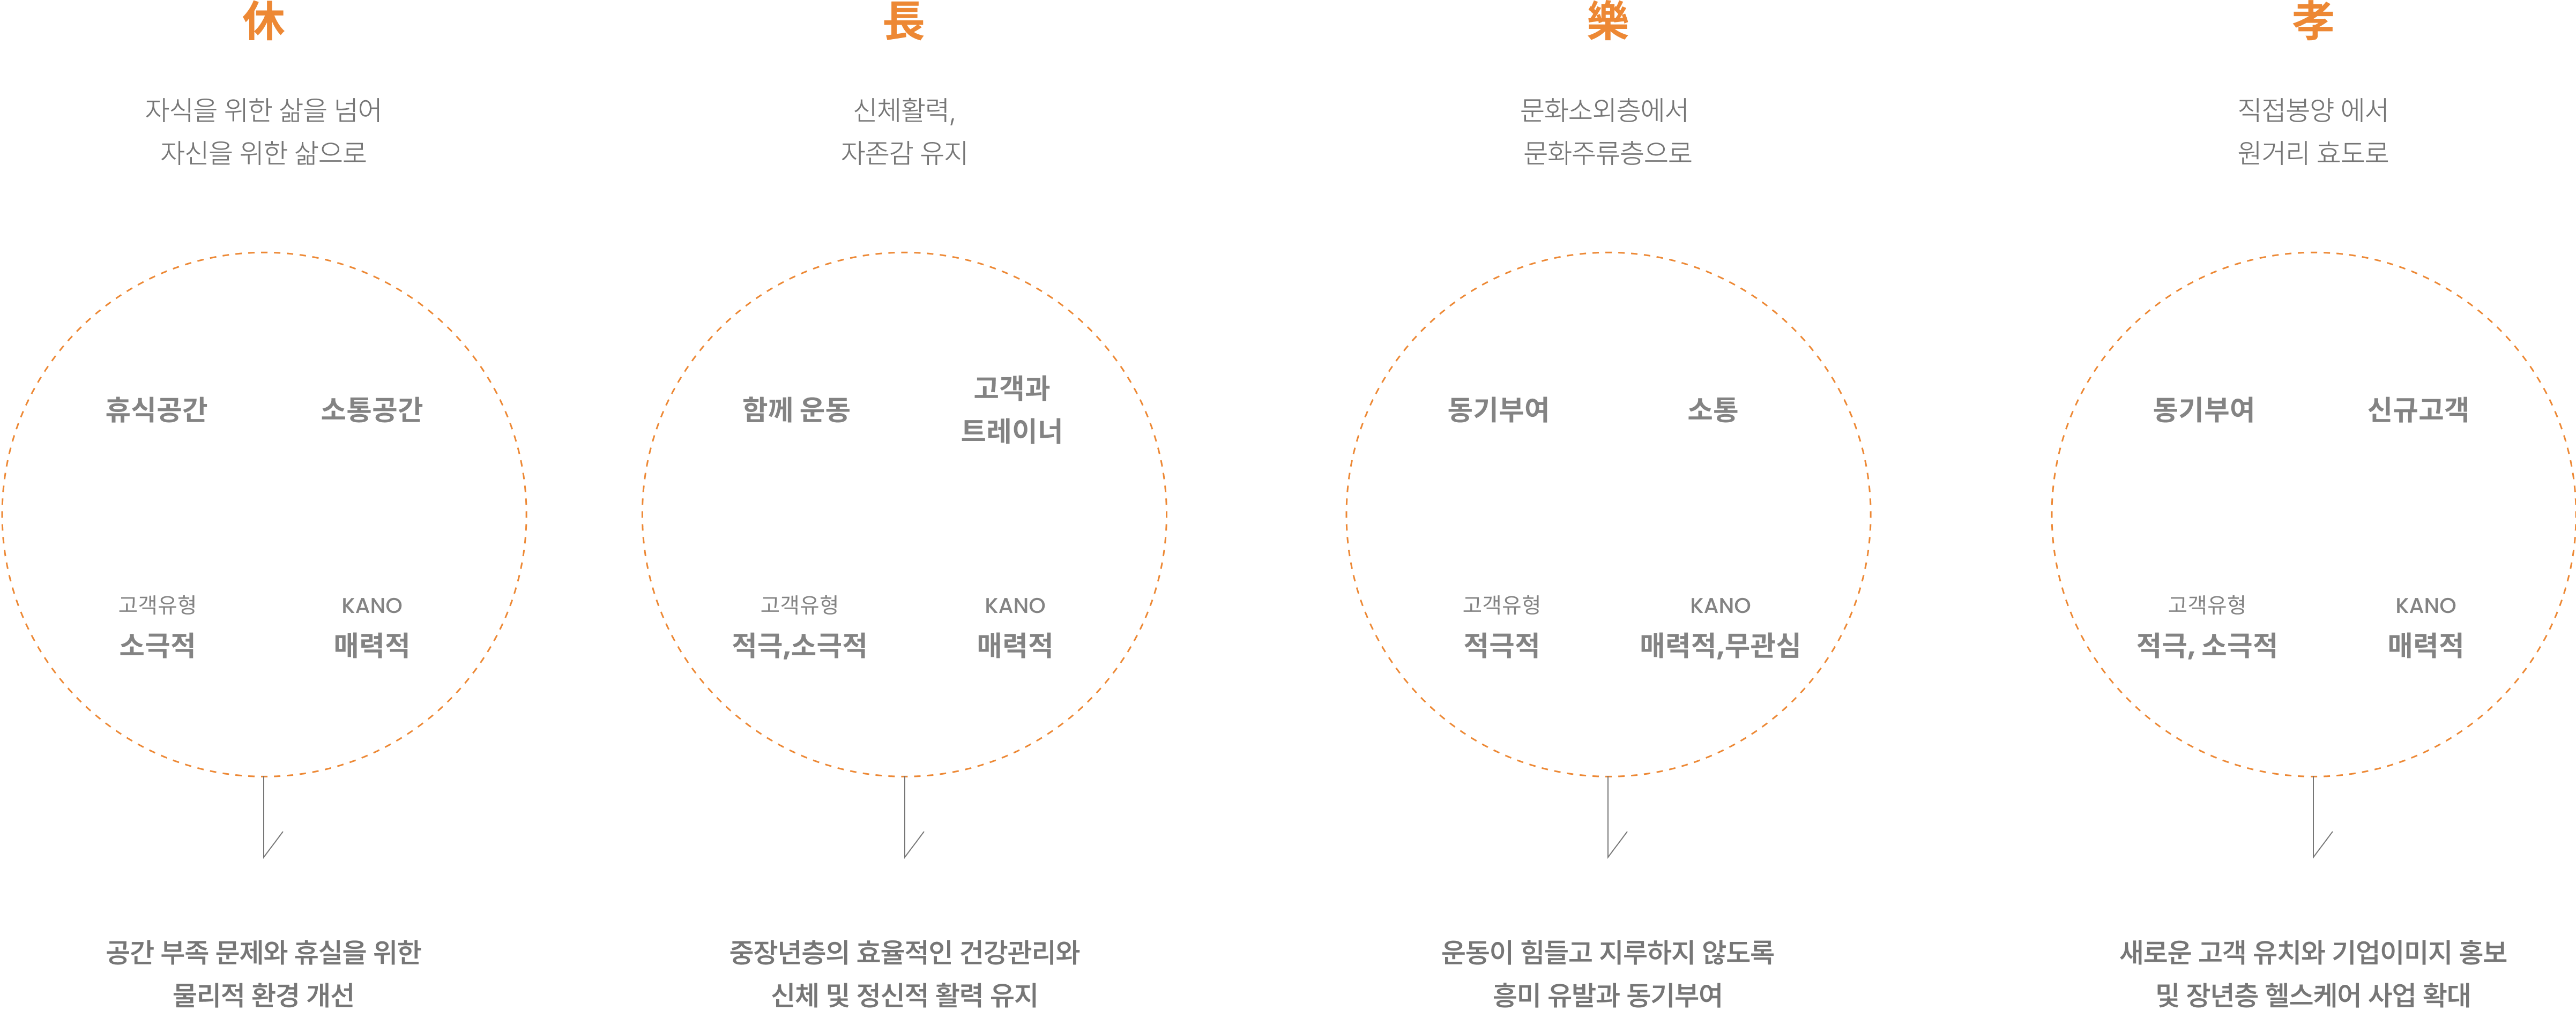 休
자식을 위한 삶을 넘어
자신을 위한 삶으로
휴식공간
소통공간
고객유형
소극적
KANO
매력적
공간 부족 문제와 휴실을 위한
물리적 환경 개선
長
신체활력,
자존감 유지
함께 운동
고객과
트레이너
고객유형
적극,소극적
KANO
매력적
중장년층의 효율적인 건강관리와
신체 및 정신적 활력 유지
樂
문화소외층에서
문화주류층으로
동기부여
소통
고객유형
적극적
KANO
매력적,무관심
운동이 힘들고 지루하지 않도록
흥미 유발과 동기부여
孝
직접봉양 에서
원거리 효도로
동기부여
신규고객
고객유형
적극, 소극적
KANO
매력적
새로운 고객 유치와 기업이미지 홍보
및 장년층 헬스케어 사업 확대